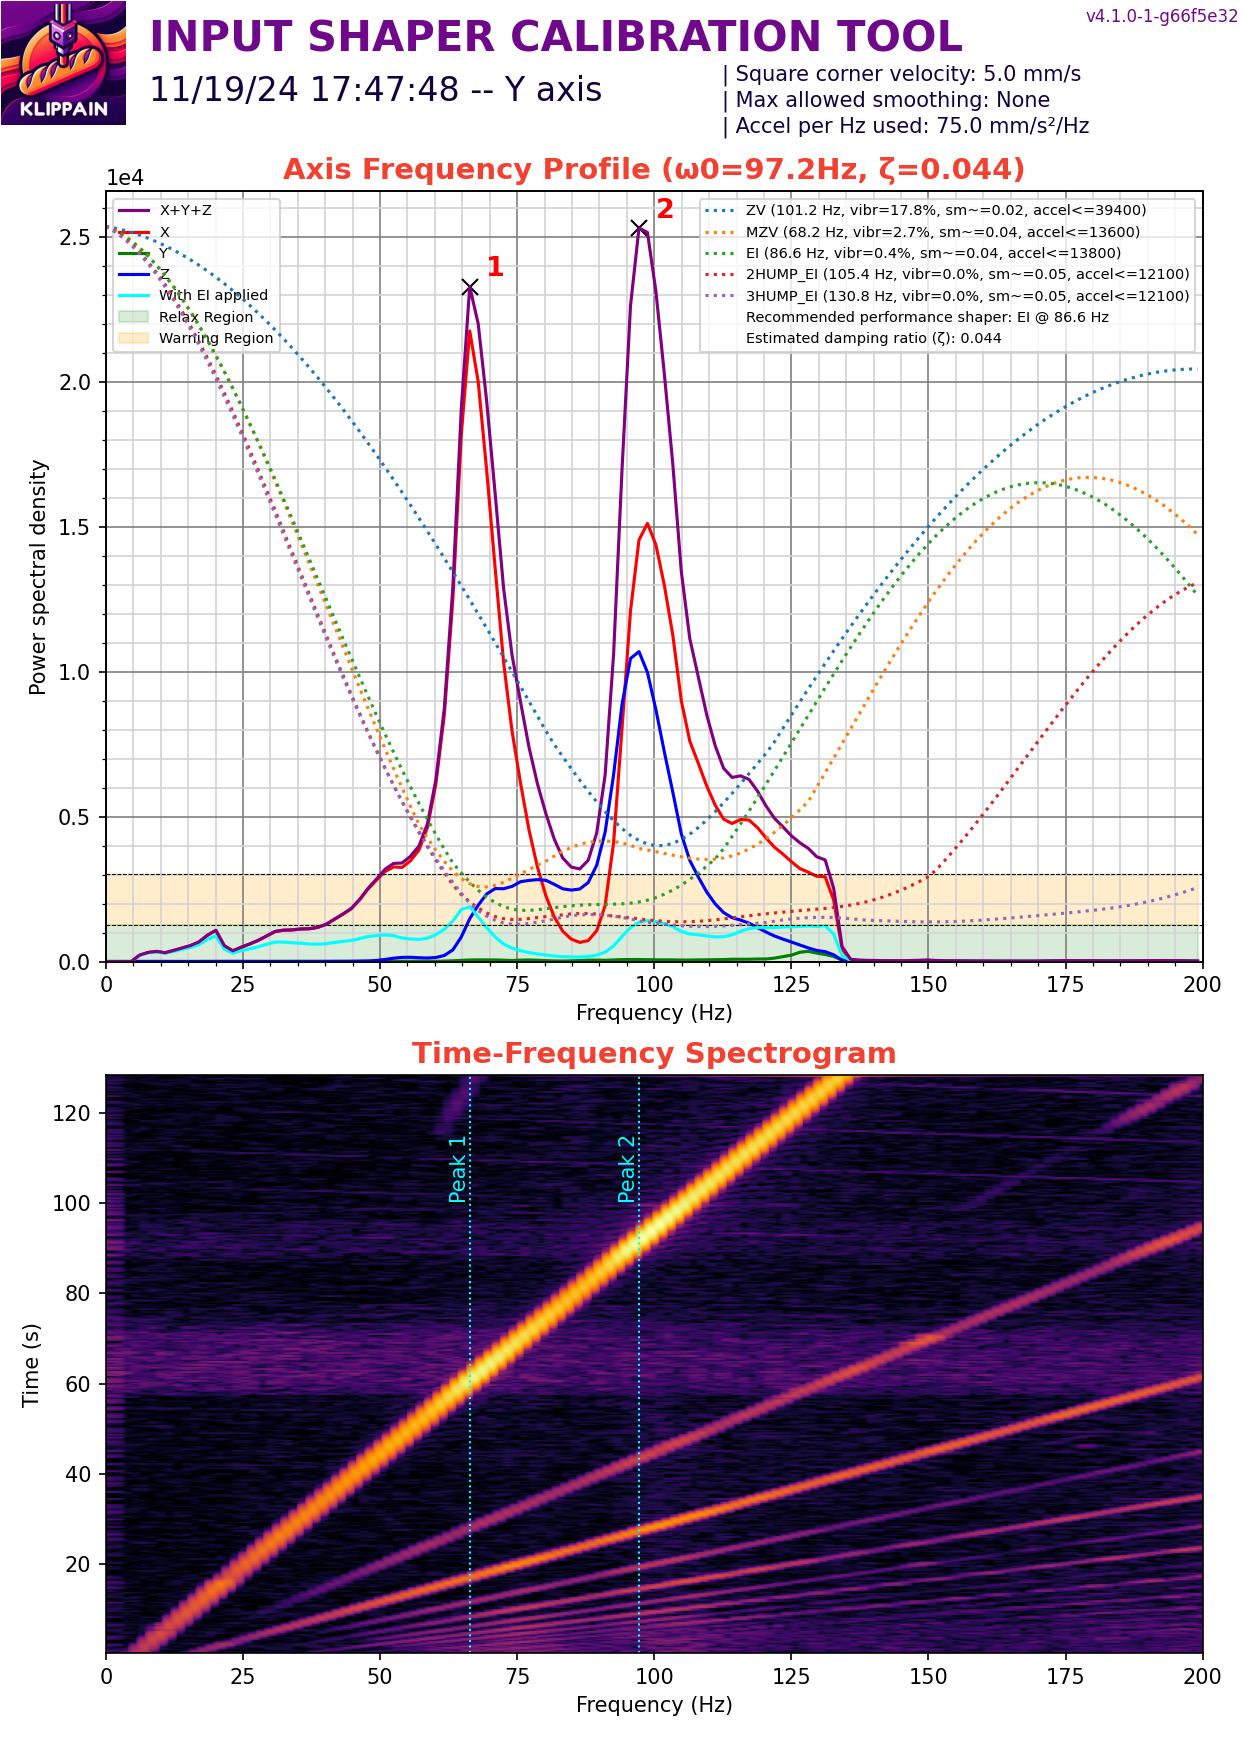 v4.1.0-1-g66f5e32
INPUT SHAPER CALIBRATION TOOL
11/19/24 17:47:48 -- Y axis
| Square corner velocity: 5.0 mm/s
| Max allowed smoothing: None
| Accel per Hz used: 75.0 mm/s²/Hz
KLIPPAIN
Axis Frequency Profile (ω0=97.2Hz, ζ=0.044)
1e4
X+Y+Z
X
Y
Z
With EI applied
Relax Region
Warning Region
1
2
ZV (101.2 Hz, vibr=17.8%, sm~=0.02, accel<=39400)
MZV (68.2 Hz, vibr=2.7%, sm~=0.04, accel<=13600)
EI (86.6 Hz, vibr=0.4%, sm~=0.04, accel<=13800)
2HUMP_EI (105.4 Hz, vibr=0.0%, sm~=0.05, accel<=12100)
3HUMP_EI (130.8 Hz, vibr=0.0%, sm~=0.05, accel<=12100)
Recommended performance shaper: EI @ 86.6 Hz
Estimated damping ratio (ζ): 0.044
Power spectral density
2.5
2.0
1.5
1.0
0.5
0.0
0 25 50 75 100 125 150 175 200
Frequency (Hz)
Time-Frequency Spectrogram
Time (s)
120
100
80
60
40
20
Peak 1
Peak 2
0 25 50 75 100 125 150 175 200
Frequency (Hz)